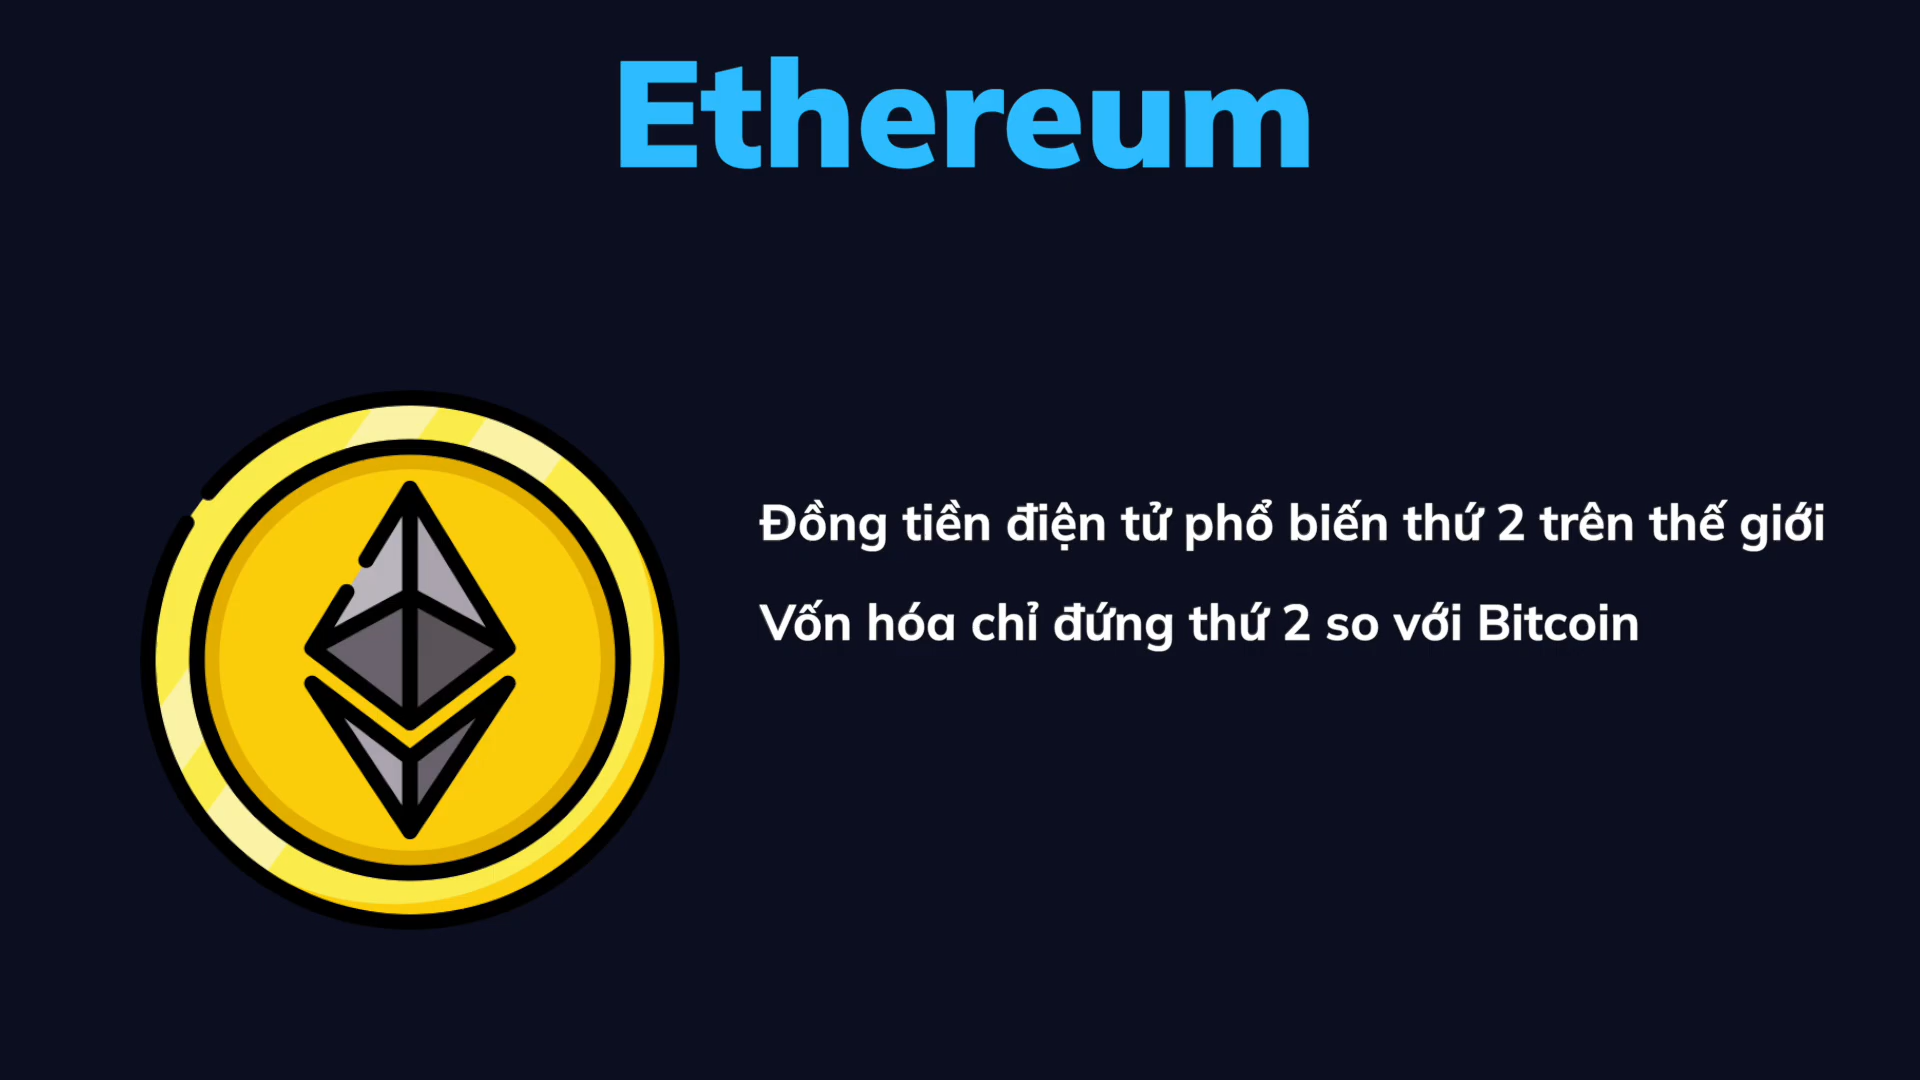 Ethereum
Đồng tiền điện tử phổ biến thứ 2 trên thế giới
Vốn hóa chỉ đứng thứ 2 so với Bitcoin